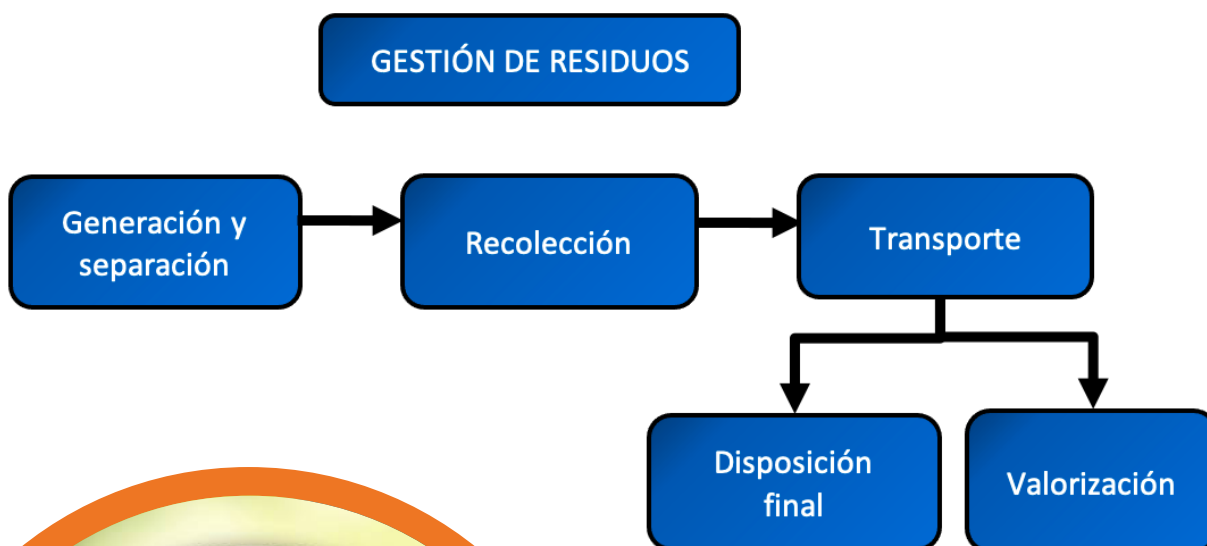 GESTIÓN DE RESIDUOS
Generación y
separación
Recolección
Transporte
Disposición
final
Valorización